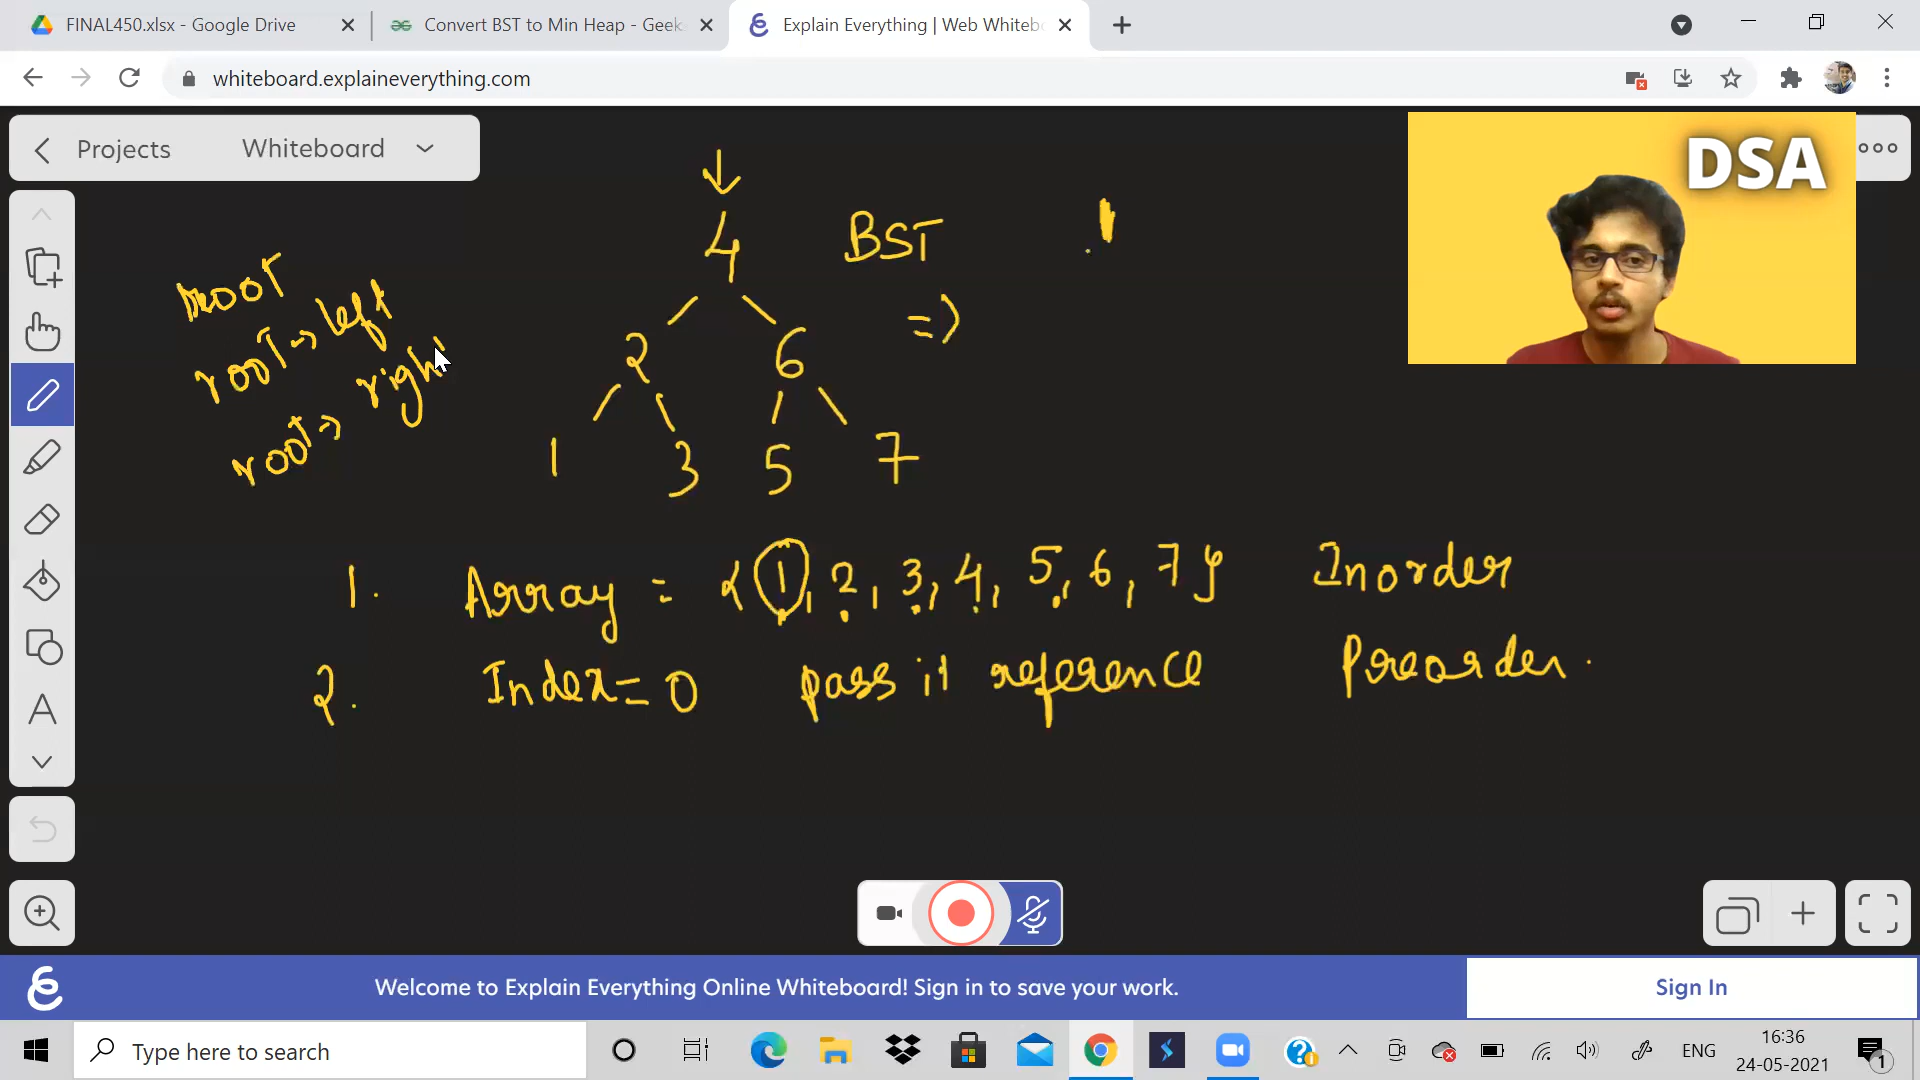 FINAL450.xlsx - Google Drive
Convert BST to Min Heap - Geek
Explain Everything | Web Whitebo
whiteboard.explaineverything.com
Projects
Whiteboard
DSA
4 BST
=>
root
root -> left
root -> right
2 6
1 3 5 7
1. Array = { 1, 2, 3, 4, 5, 6, 7 } Inorder
2. Index = 0 pass it reference Preorder.
Welcome to Explain Everything Online Whiteboard! Sign in to save your work.
Sign In
Type here to search
ENG
16:36
24-05-2021
1